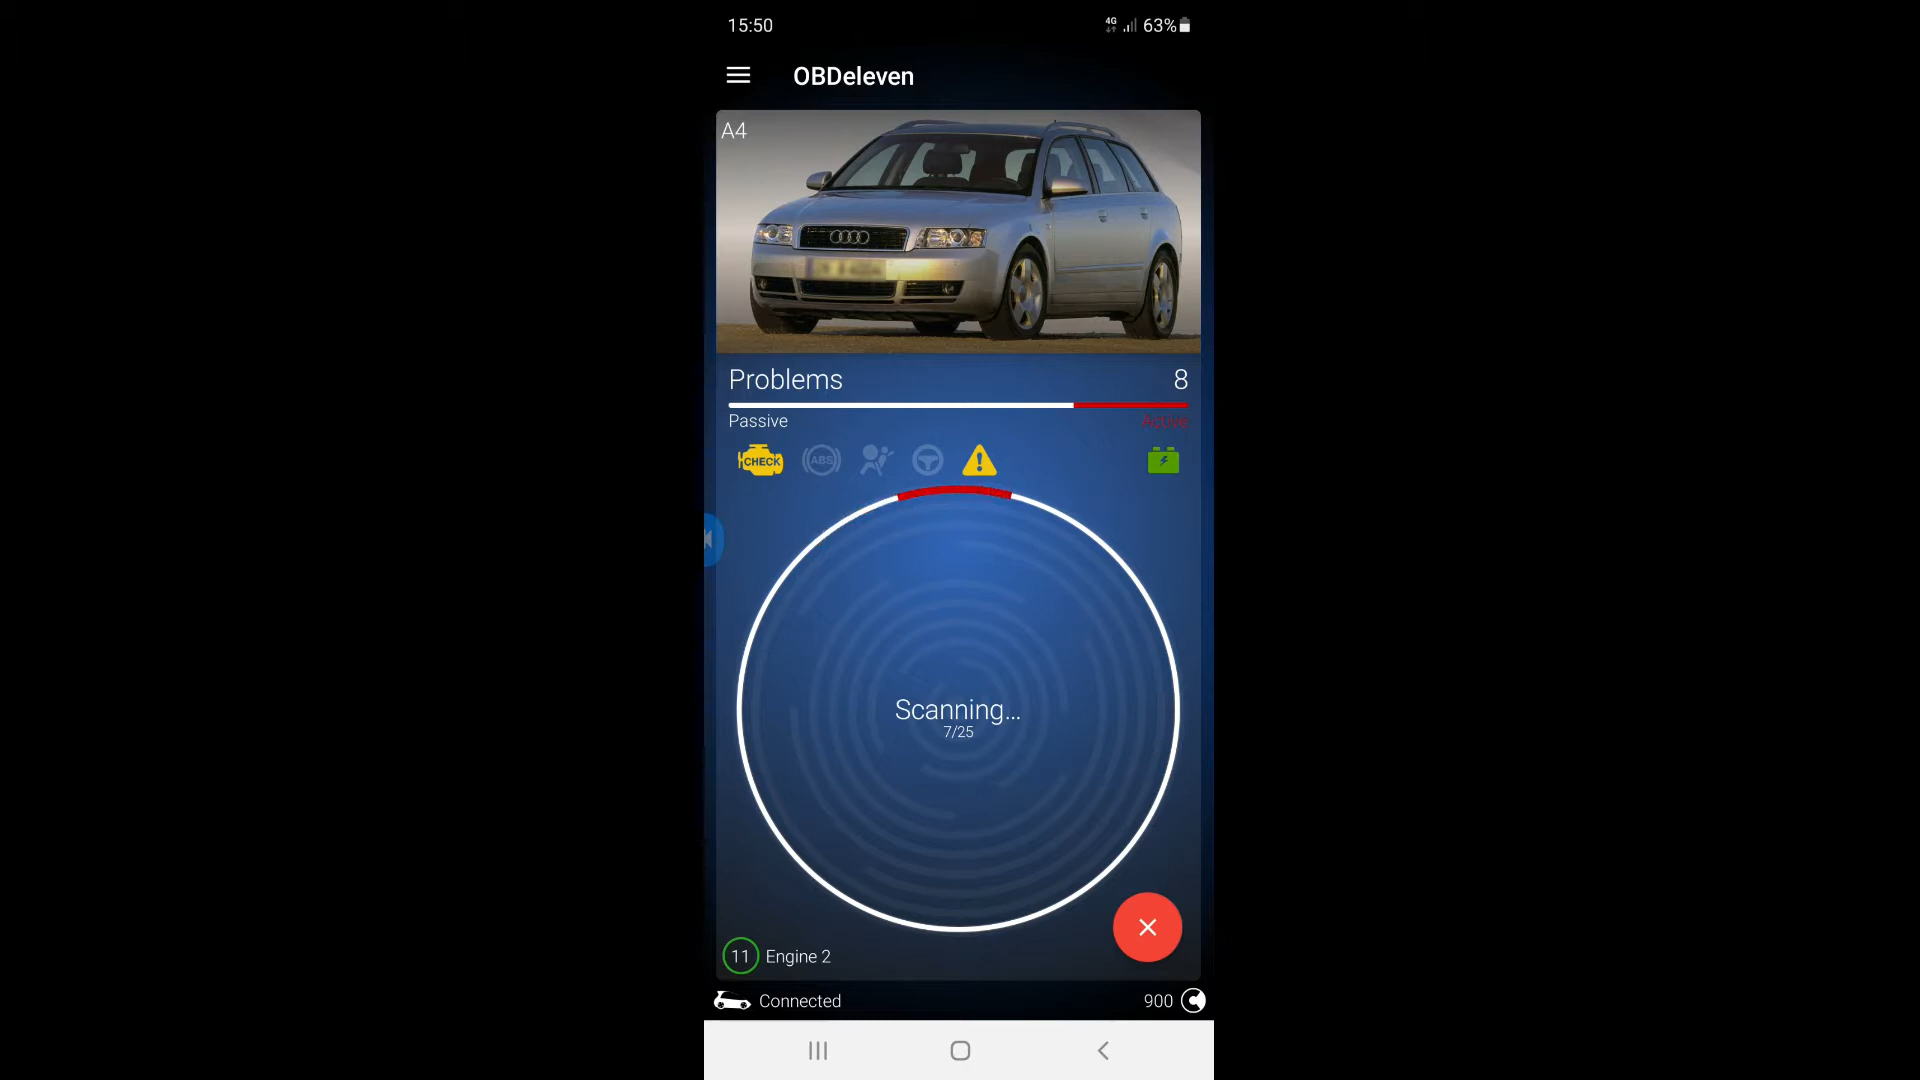 15:50
4G 63%
OBDeleven
A4
Problems 8
Passive Active
CHECK ABS
Scanning...
7/25
11 Engine 2
Connected 900